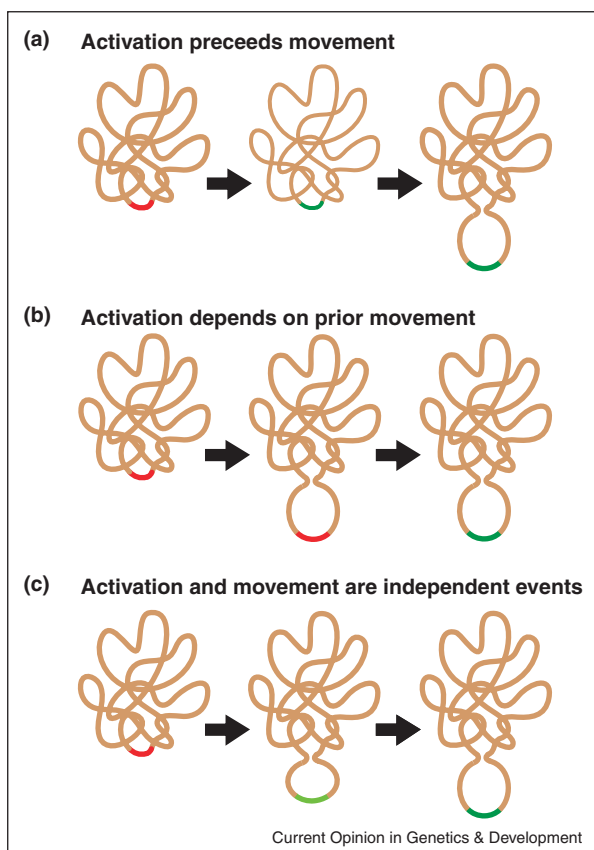 (a) Activation preceeds movement
(b) Activation depends on prior movement
(c) Activation and movement are independent events
Current Opinion in Genetics & Development